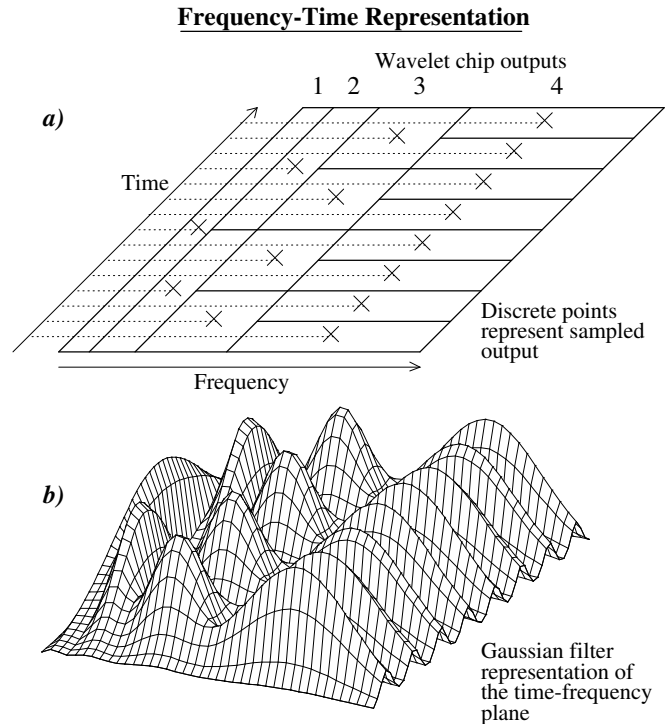 Frequency-Time Representation
Wavelet chip outputs
1 2 3 4
a)
Time
Discrete points
represent sampled
output
Frequency
b)
Gaussian filter
representation of
the time-frequency
plane